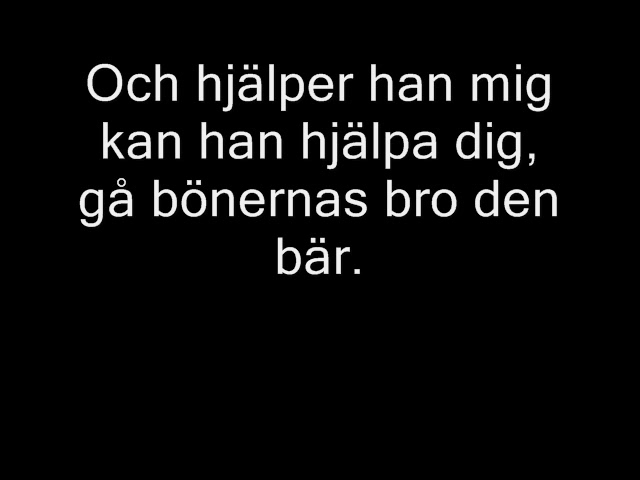 Och hjälper han mig
kan han hjälpa dig,
gå bönernas bro den
bär.